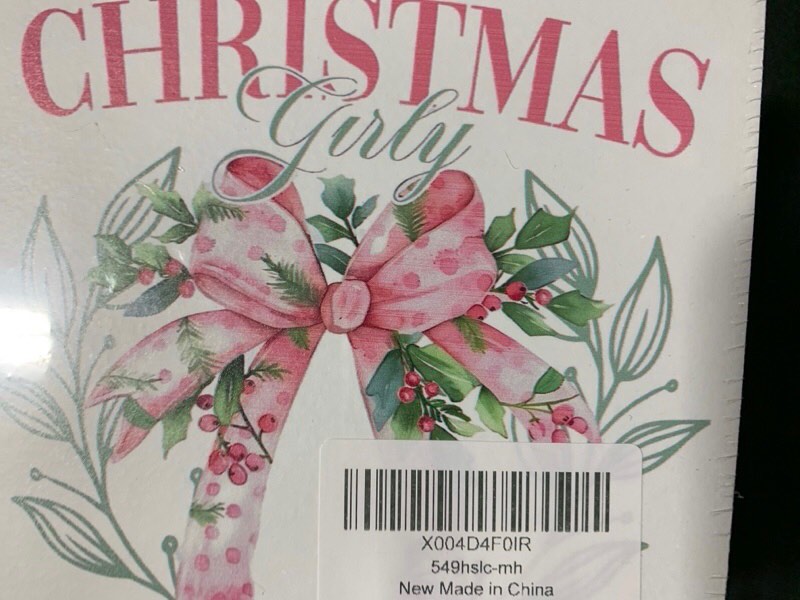 CHRISTMAS
Girly
X004D4F0IR
549hslc-mh
New Made in China